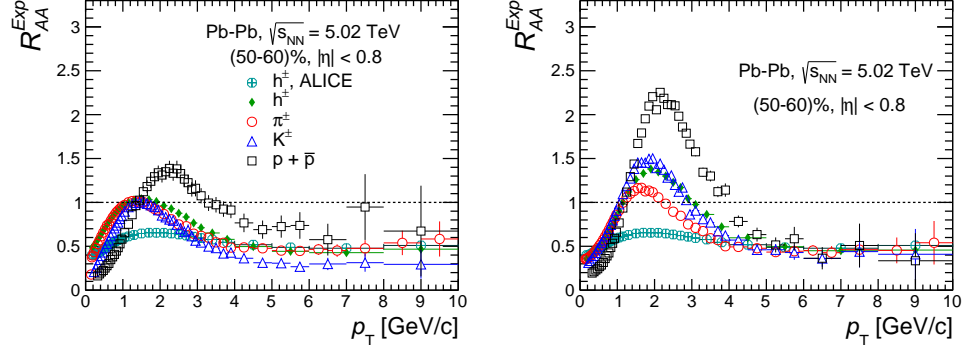 R_AA^Exp
3
2.5
2
1.5
1
0.5
0
Pb-Pb, √s_NN = 5.02 TeV
(50-60)%, |η| < 0.8
h±, ALICE
h±
π±
K±
p + p̅
0 1 2 3 4 5 6 7 8 9 10
p_T [GeV/c]
R_AA^Exp
3
2.5
2
1.5
1
0.5
0
Pb-Pb, √s_NN = 5.02 TeV
(50-60)%, |η| < 0.8
0 1 2 3 4 5 6 7 8 9 10
p_T [GeV/c]